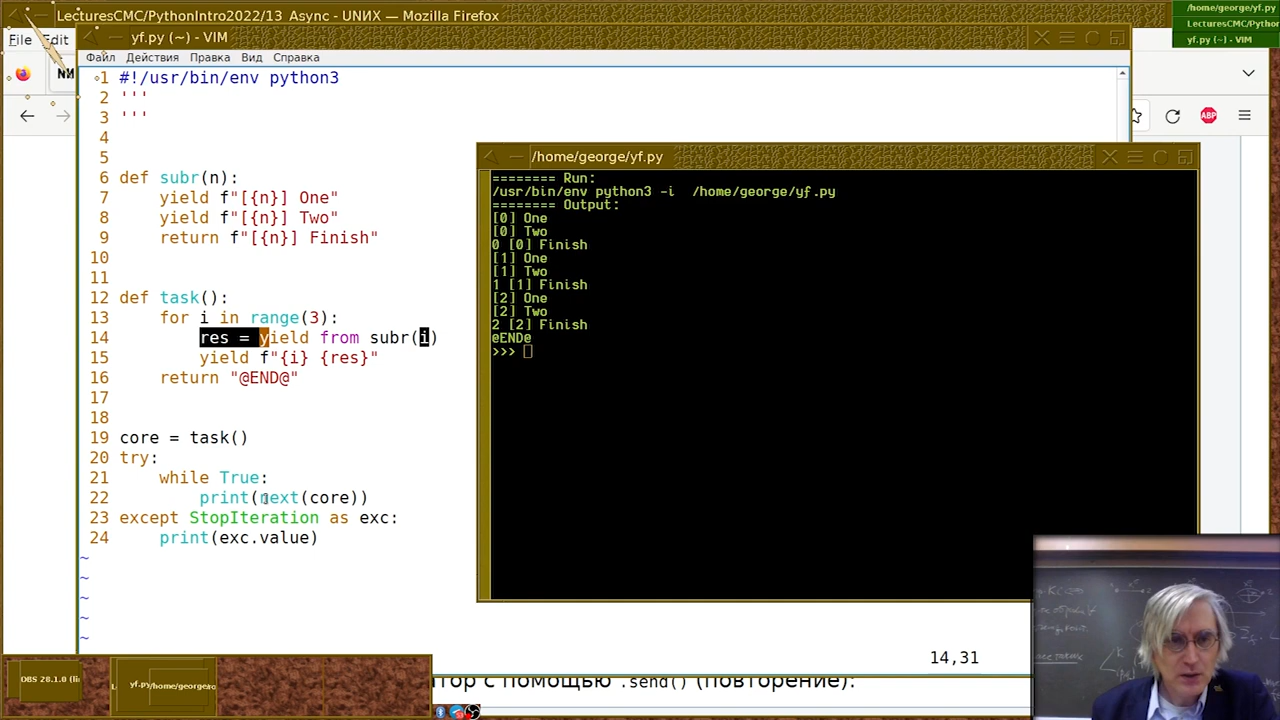 LecturesCMC/PythonIntro2022/13 Async - UNИX — Mozilla Firefox
/home/george/yf.py
LecturesCMC/Python
yf.py (~) - VIM
File Edit
yf.py (~) - VIM
Файл Действия Правка Вид Справка
1 #!/usr/bin/env python3
2 '''
3 '''
4
5
6 def subr(n):
7 yield f"[{n}] One"
8 yield f"[{n}] Two"
9 return f"[{n}] Finish"
10
11
12 def task():
13 for i in range(3):
14 res = yield from subr(i)
15 yield f"{i} {res}"
16 return "@END@"
17
18
19 core = task()
20 try:
21 while True:
22 print(next(core))
23 except StopIteration as exc:
24 print(exc.value)
~
~
~
~
~
14,31
/home/george/yf.py
======== Run:
/usr/bin/env python3 -i /home/george/yf.py
======== Output:
[0] One
[0] Two
0 [0] Finish
[1] One
[1] Two
1 [1] Finish
[2] One
[2] Two
2 [2] Finish
@END@
>>>
ABP
OBS 28.1.0 (li
yf.py
/home/george/
тор с помощью .send() (повторение):